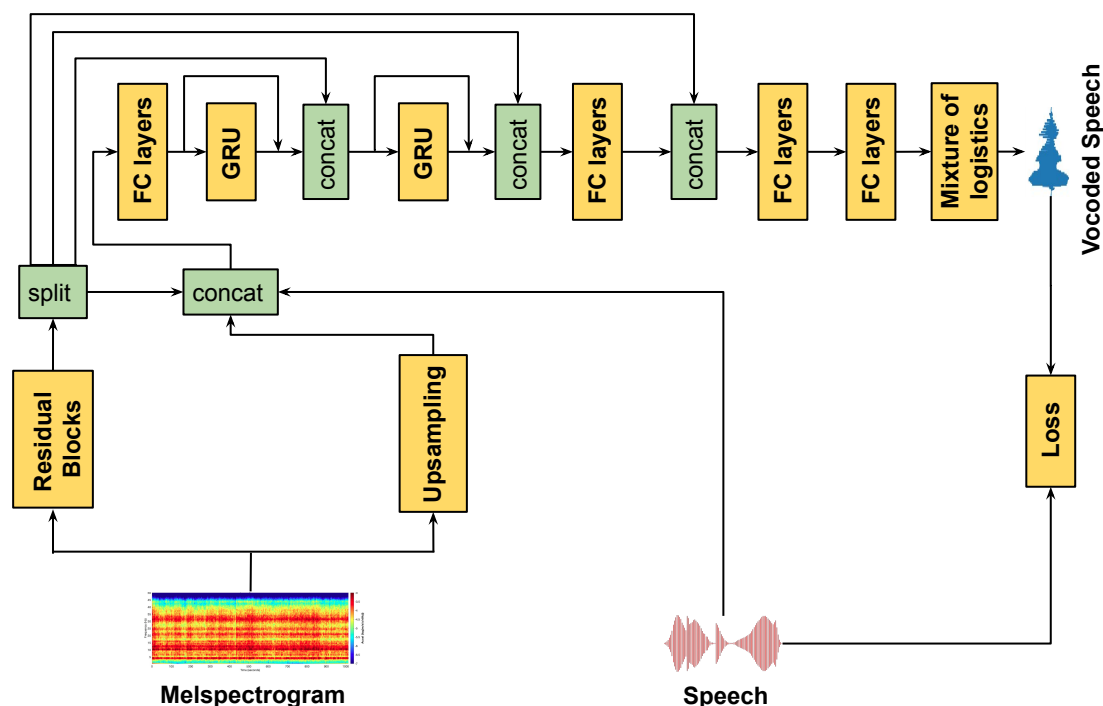 FC layers
GRU
concat
GRU
concat
FC layers
concat
FC layers
FC layers
Mixture of
logistics
Vocoded Speech
split
concat
Residual
Blocks
Upsampling
Loss
Melspectrogram
Speech